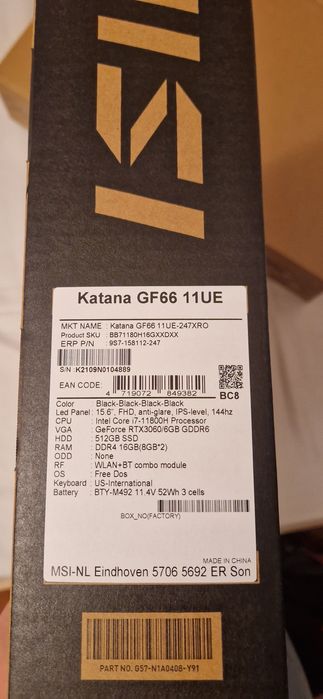 Katana GF66 11UE
MKT NAME : Katana GF66 11UE-247XRO
Product SKU : BB71180H16GXXDXX
ERP P/N : 9S7-158112-247
S/N: K2109N0104889
EAN CODE:
4 719072 849382
BC8
Color : Black-Black-Black-Black
Led Panel : 15.6", FHD, anti-glare, IPS-level, 144hz
CPU : Intel Core i7-11800H Processor
VGA : GeForce RTX3060/6GB GDDR6
HDD : 512GB SSD
RAM : DDR4 16GB(8GB*2)
ODD : None
RF : WLAN+BT combo module
OS : Free Dos
Keyboard : US-International
Battery : BTY-M492 11.4V 52Wh 3 cells
BOX_NO(FACTORY)
MADE IN CHINA
MSI-NL Eindhoven 5706 5692 ER Son
PART NO. G57-N1A0408-Y91